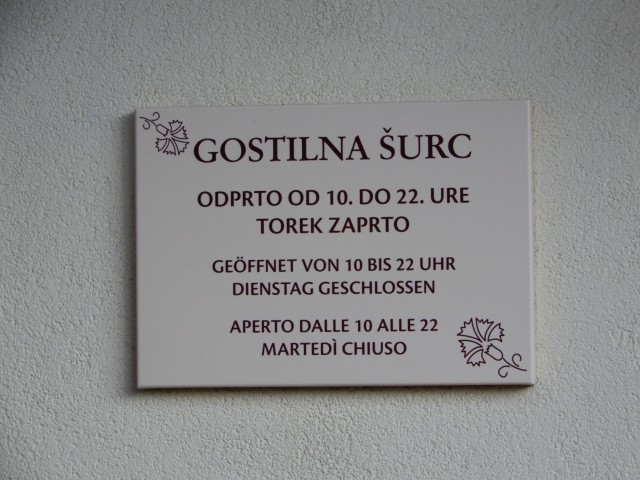 GOSTILNA ŠURC
ODPRTO OD 10. DO 22. URE
TOREK ZAPRTO
GEÖFFNET VON 10 BIS 22 UHR
DIENSTAG GESCHLOSSEN
APERTO DALLE 10 ALLE 22
MARTEDÌ CHIUSO